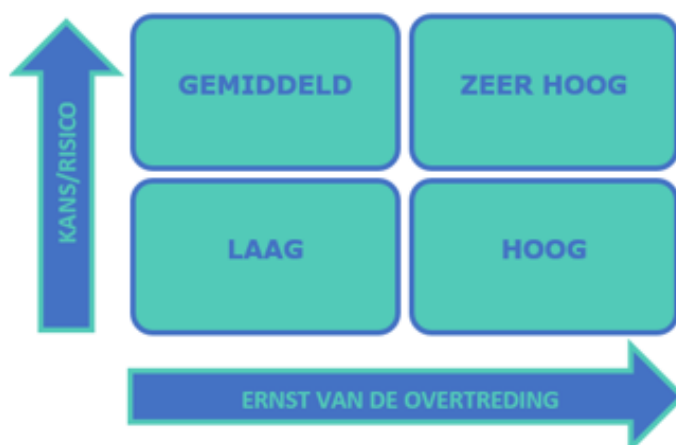 KANS/RISICO
GEMIDDELD
ZEER HOOG
LAAG
HOOG
ERNST VAN DE OVERTREDING